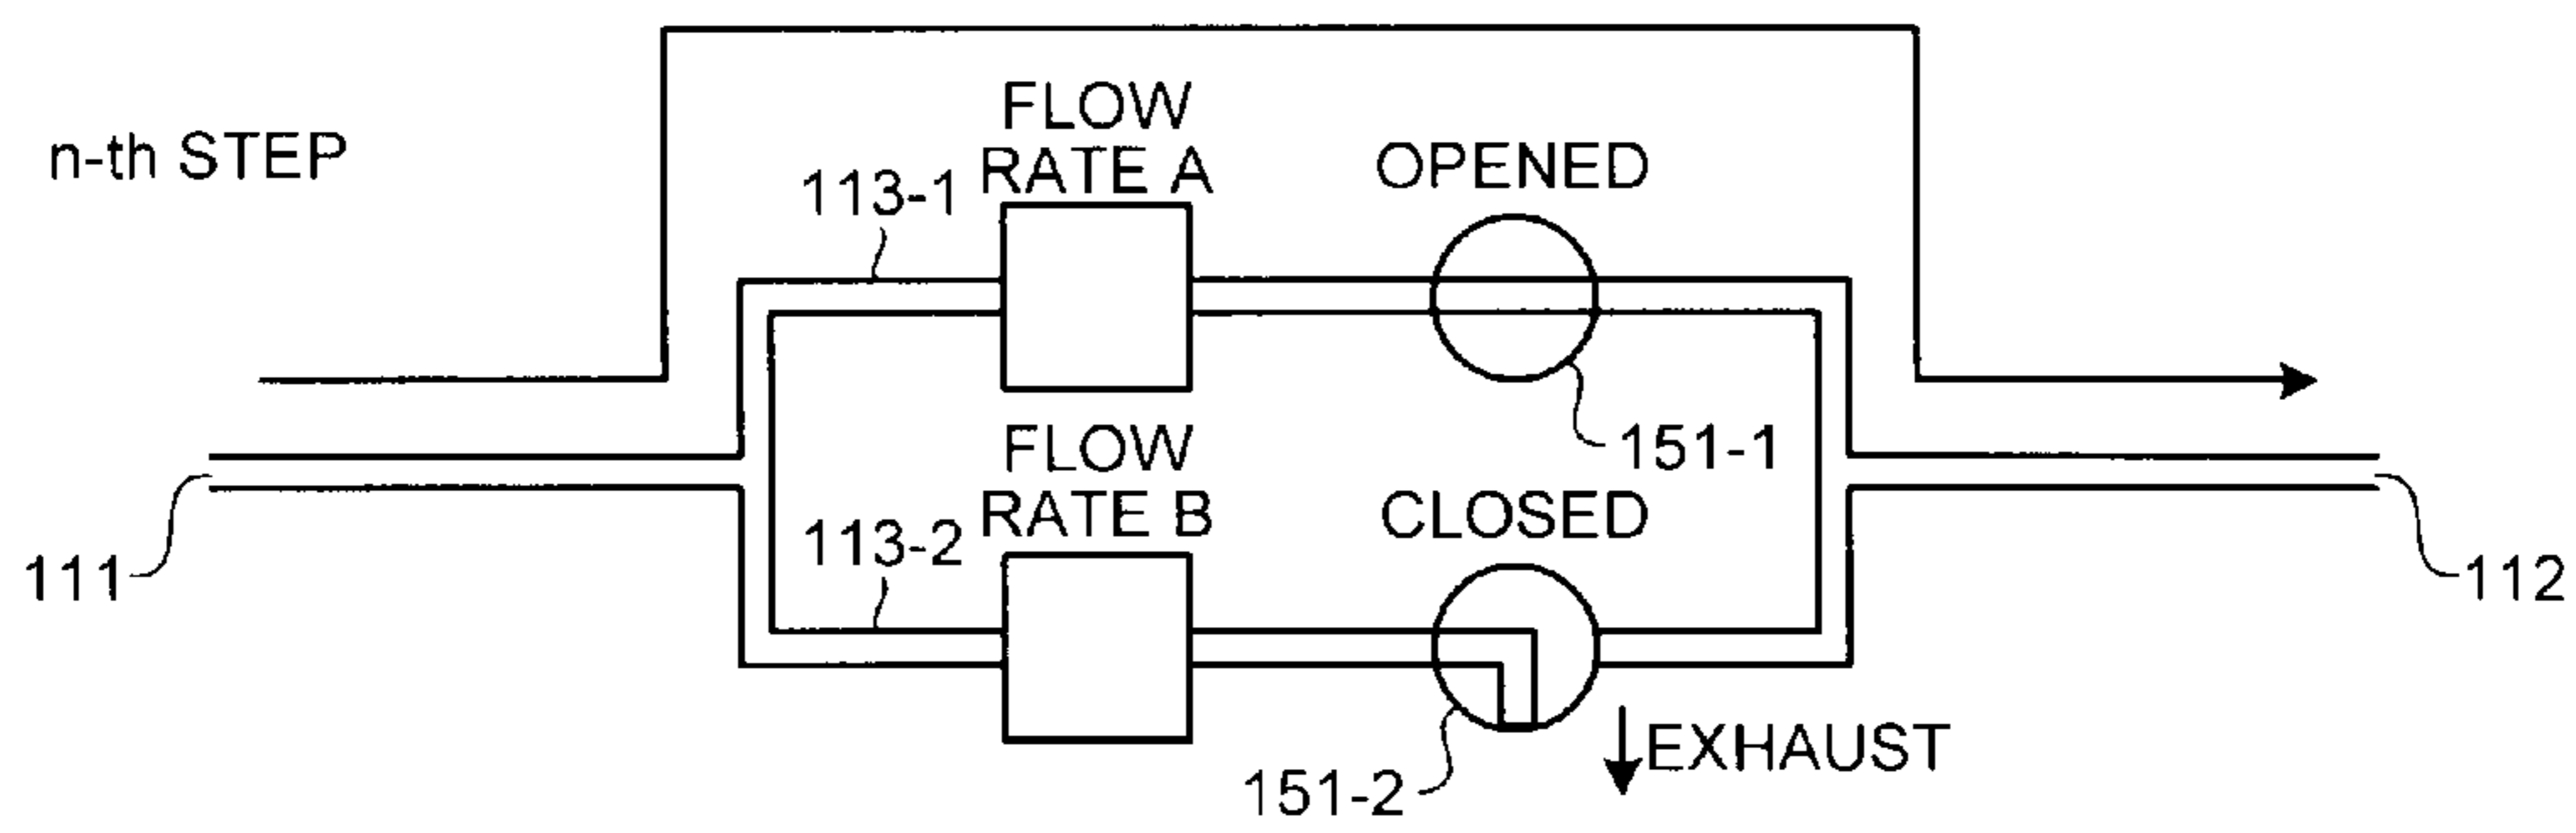 n-th STEP
FLOW
RATE A
OPENED
113-1
151-1
FLOW
RATE B
CLOSED
113-2
111
112
151-2
EXHAUST